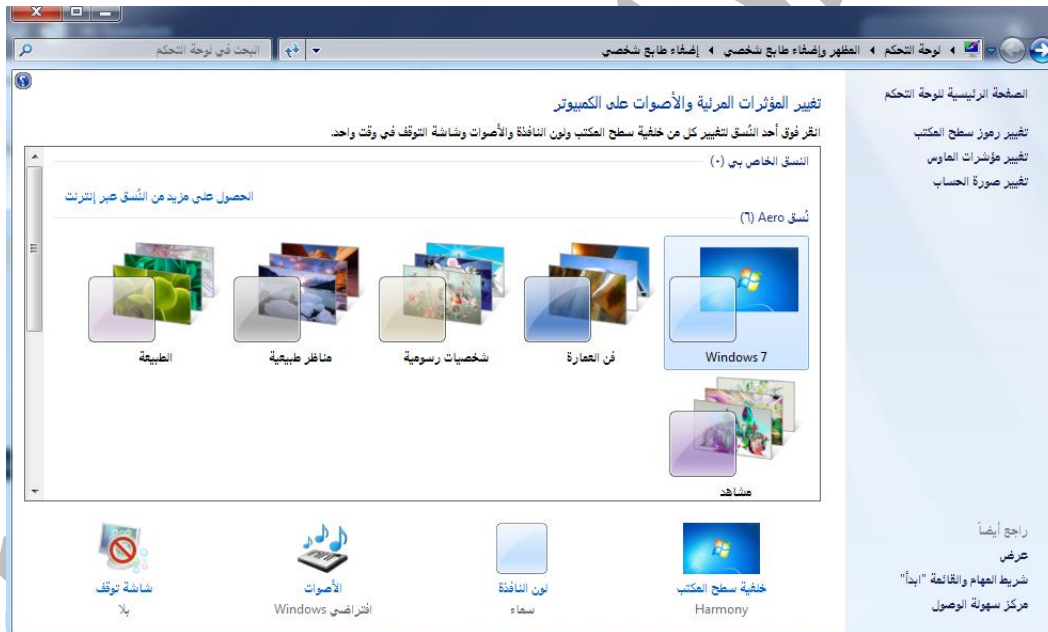 لوحة التحكم ◂ المظهر وإضفاء طابع شخصي ◂ إضفاء طابع شخصي
البحث في لوحة التحكم
الصفحة الرئيسية للوحة التحكم
تغيير رموز سطح المكتب
تغيير مؤشرات الماوس
تغيير صورة الحساب
تغيير المؤثرات المرئية والأصوات على الكمبيوتر
انقر فوق أحد النُسق لتغيير كل من خلفية سطح المكتب ولون النافذة والأصوات وشاشة التوقف في وقت واحد.
النسق الخاص بي (٠)
الحصول على مزيد من النُسق عبر إنترنت
نُسق Aero (٦)
Windows 7
فن العمارة
شخصيات رسومية
مناظر طبيعية
الطبيعة
مشاهد
خلفية سطح المكتب
Harmony
لون النافذة
سماء
الأصوات
افتراضي Windows
شاشة توقف
بلا
راجع أيضاً
عرض
شريط المهام والقائمة "ابدأ"
مركز سهولة الوصول